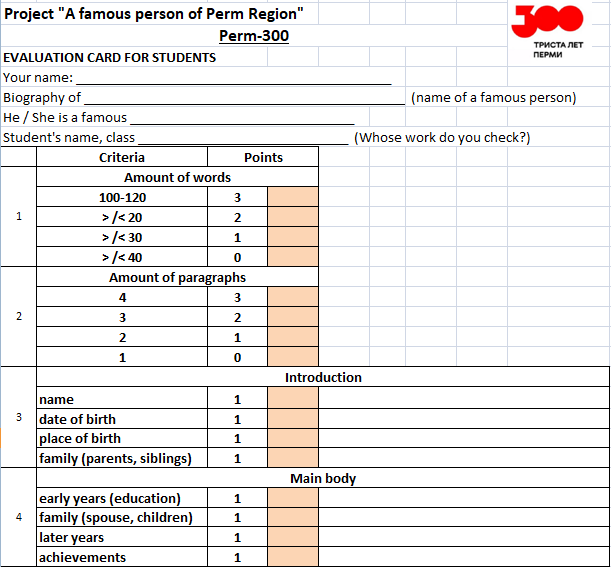 Project "A famous person of Perm Region"
Perm-300
300
ТРИСТА ЛЕТ
ПЕРМИ
EVALUATION CARD FOR STUDENTS
Your name: ______________________________
Biography of ______________________________ (name of a famous person)
He / She is a famous ______________________________
Student's name, class ______________________________ (Whose work do you check?)
Criteria Points
1
Amount of words
100-120 3
> /< 20 2
> /< 30 1
> /< 40 0
2
Amount of paragraphs
4 3
3 2
2 1
1 0
3
Introduction
name 1
date of birth 1
place of birth 1
family (parents, siblings) 1
4
Main body
early years (education) 1
family (spouse, children) 1
later years 1
achievements 1